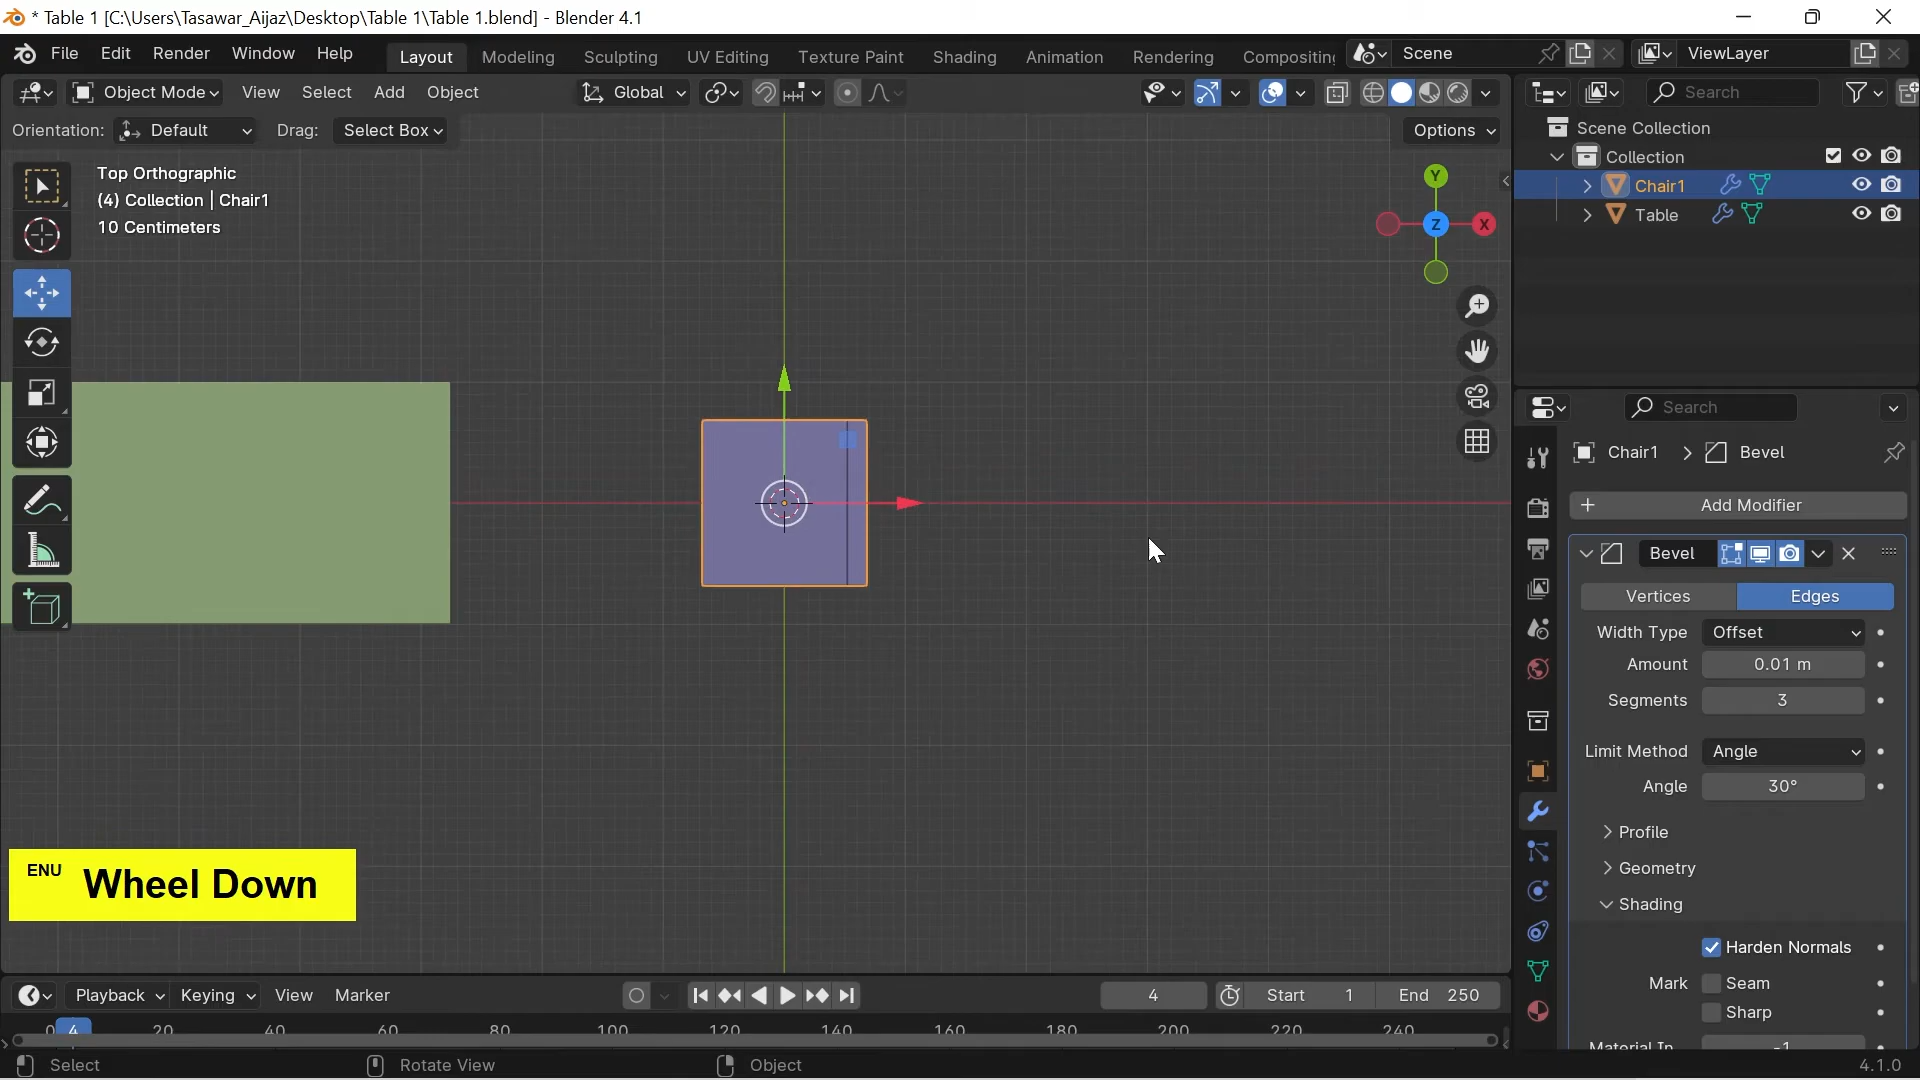 * Table 1 [C:\Users\Tasawar_Aijaz\Desktop\Table 1\Table 1.blend] - Blender 4.1
File Edit Render Window Help
Layout Modeling Sculpting UV Editing Texture Paint Shading Animation Rendering Compositing
Scene
ViewLayer
Object Mode View Select Add Object
Global
Search
Orientation: Default Drag: Select Box
Options
Scene Collection
Collection
Chair1
Table
Top Orthographic
(4) Collection | Chair1
10 Centimeters
Y
X
Z
Search
Chair1 Bevel
Add Modifier
Bevel
Vertices Edges
Width Type Offset
Amount 0.01 m
Segments 3
Limit Method Angle
Angle 30°
Profile
Geometry
Shading
Harden Normals
Mark Seam
Sharp
Material In -1
ENU Wheel Down
Playback Keying View Marker
4
Start 1 End 250
0 4 20 40 60 80 100 120 140 160 180 200 220 240
Select Rotate View Object
4.1.0